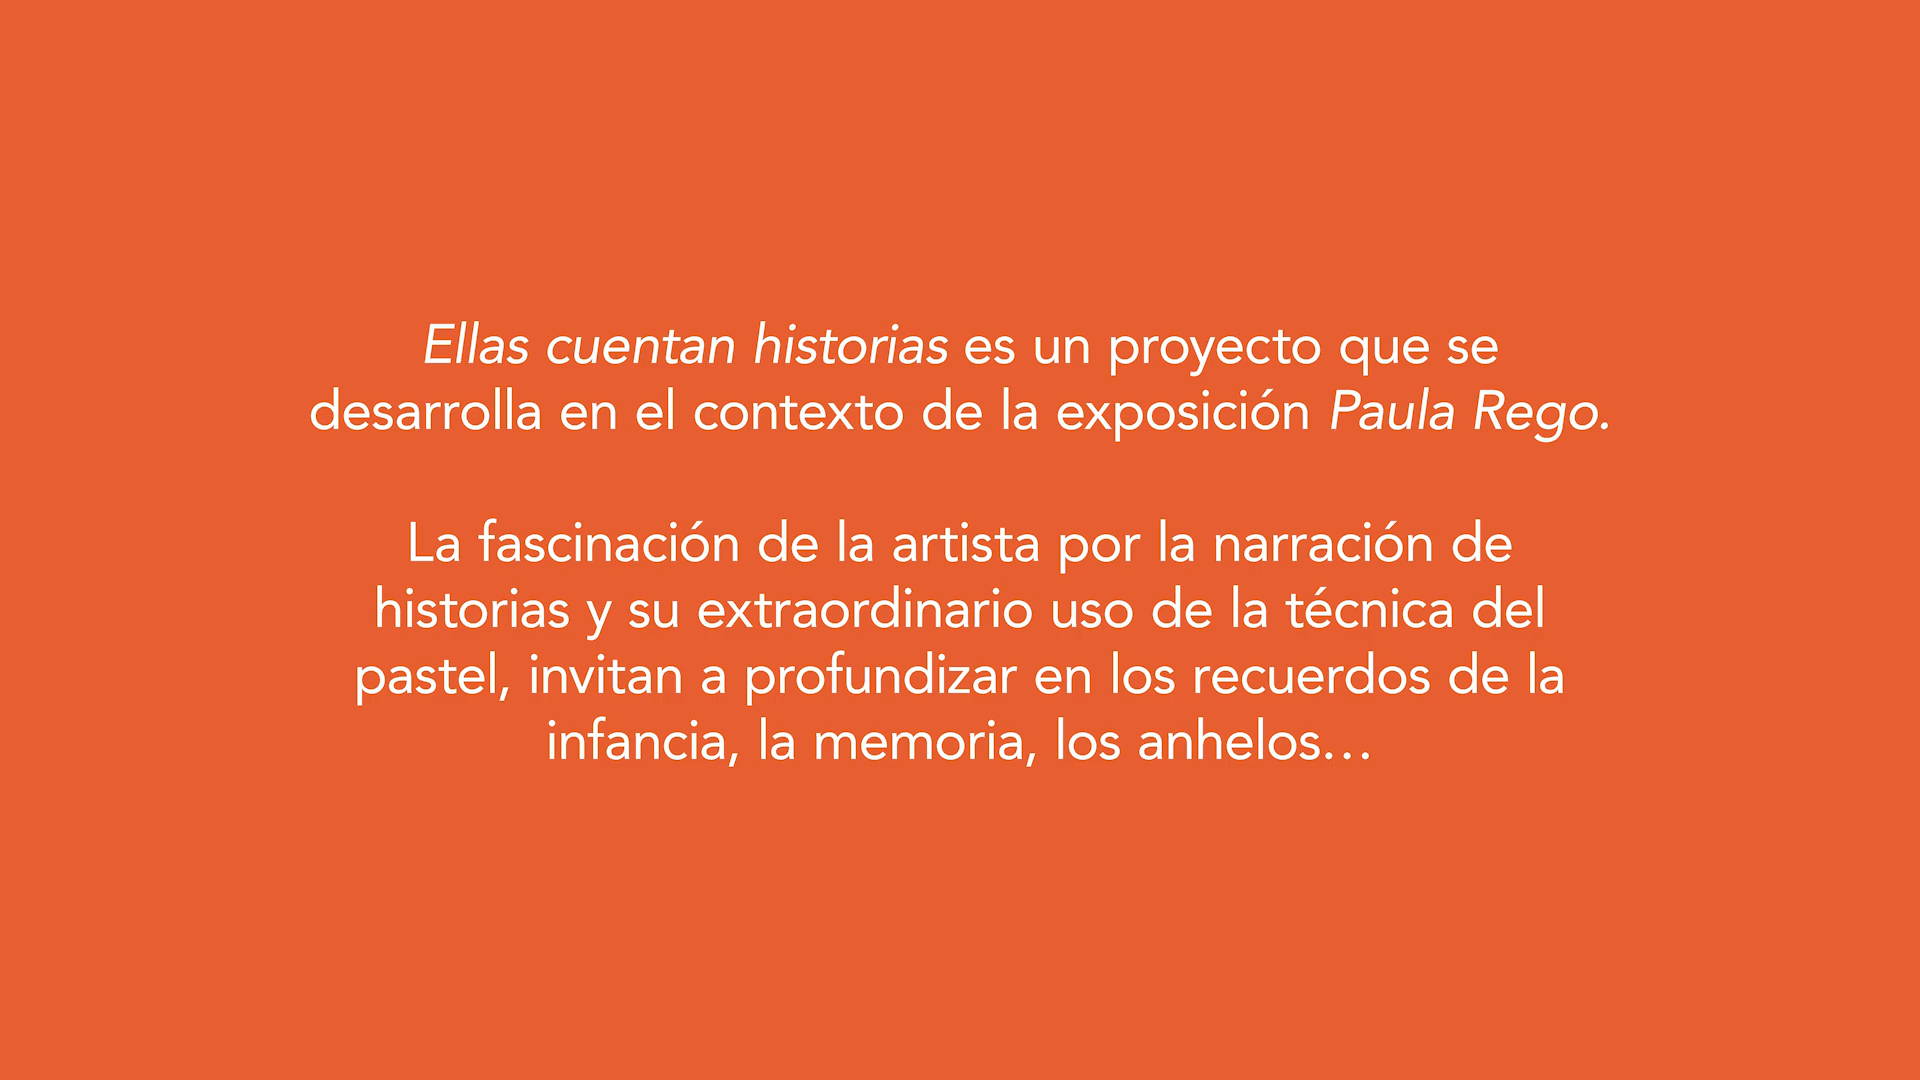 Ellas cuentan historias es un proyecto que se
desarrolla en el contexto de la exposición Paula Rego.
La fascinación de la artista por la narración de
historias y su extraordinario uso de la técnica del
pastel, invitan a profundizar en los recuerdos de la
infancia, la memoria, los anhelos…